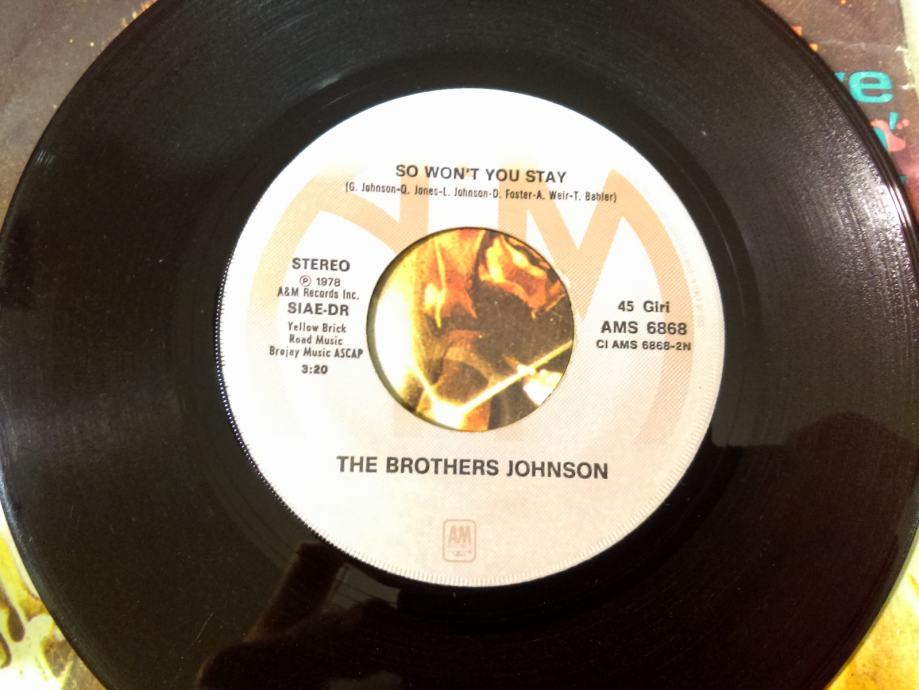 SO WON'T YOU STAY
(G. Johnson-Q. Jones-L. Johnson-D. Foster-A. Weir-T. Bahler)
STEREO
Ⓟ 1978
A&M Records Inc.
SIAE-DR
Yellow Brick
Road Music
Brojay Music ASCAP
3:20
45 Giri
AMS 6868
CI AMS 6868-2N
THE BROTHERS JOHNSON
A&M